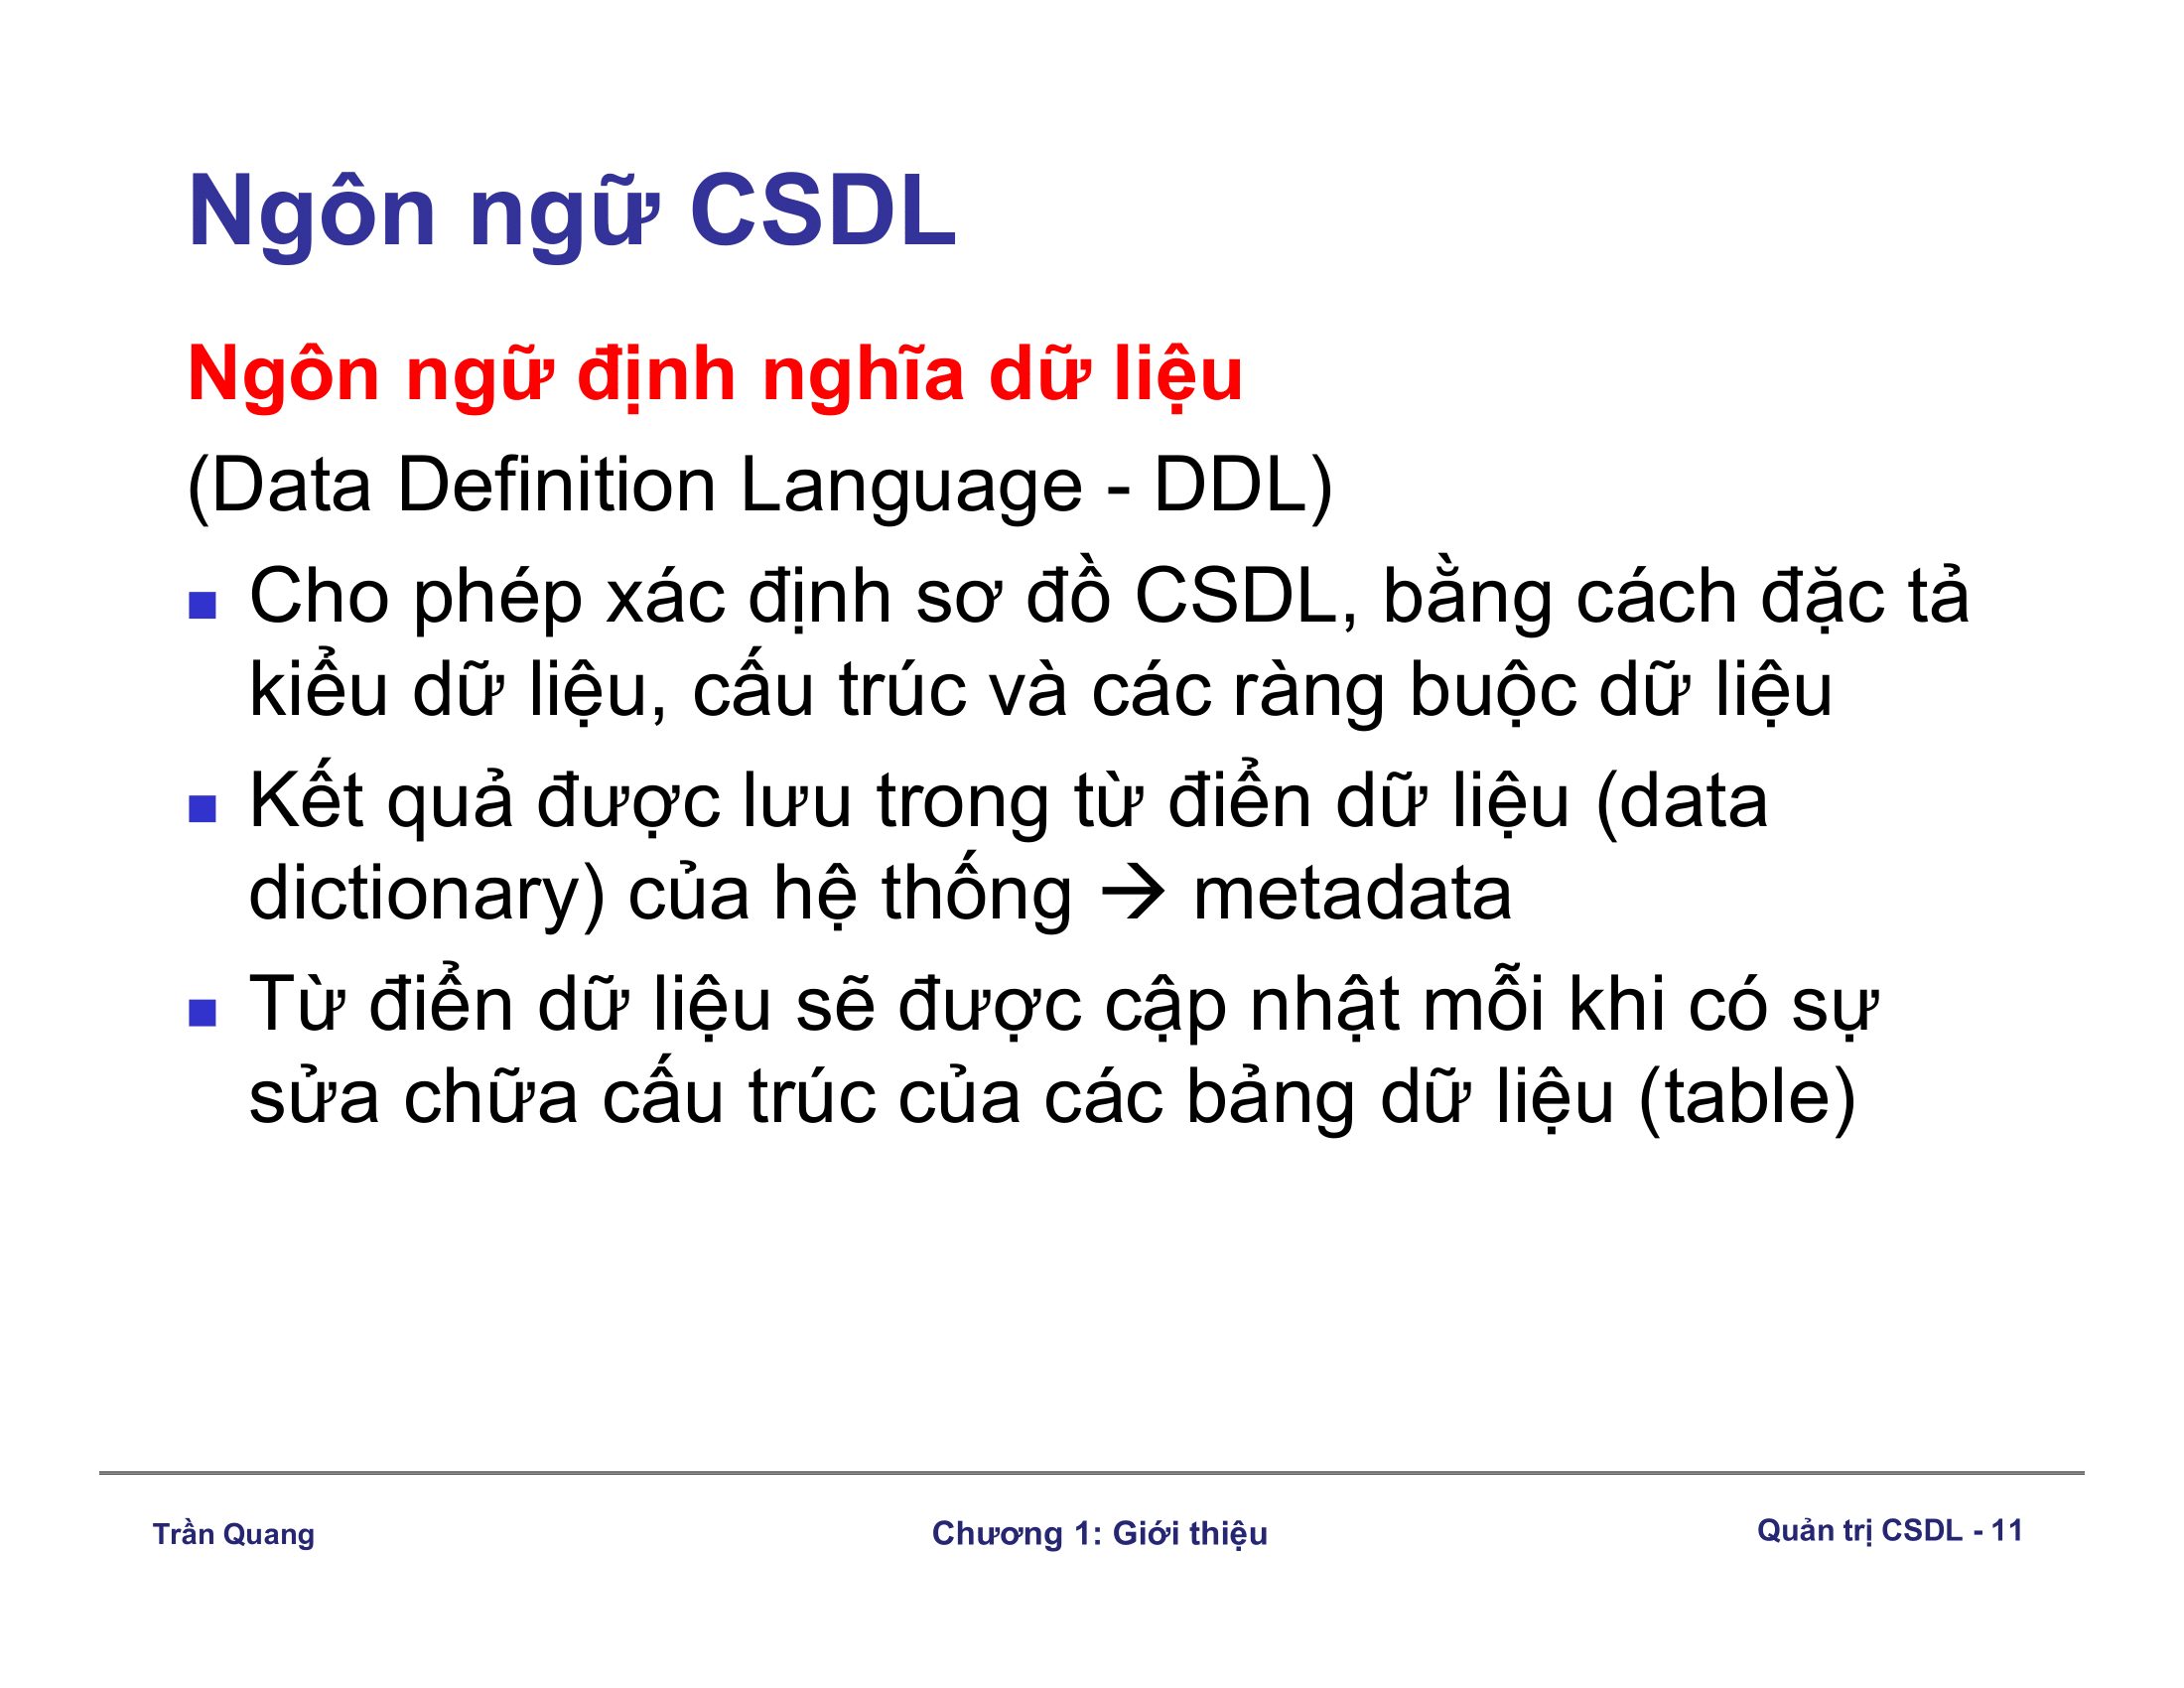 Ngôn ngữ CSDL
Ngôn ngữ định nghĩa dữ liệu
(Data Definition Language - DDL)
■ Cho phép xác định sơ đồ CSDL, bằng cách đặc tả
kiểu dữ liệu, cấu trúc và các ràng buộc dữ liệu
■ Kết quả được lưu trong từ điển dữ liệu (data
dictionary) của hệ thống → metadata
■ Từ điển dữ liệu sẽ được cập nhật mỗi khi có sự
sửa chữa cấu trúc của các bảng dữ liệu (table)
Trần Quang
Chương 1: Giới thiệu
Quản trị CSDL - 11